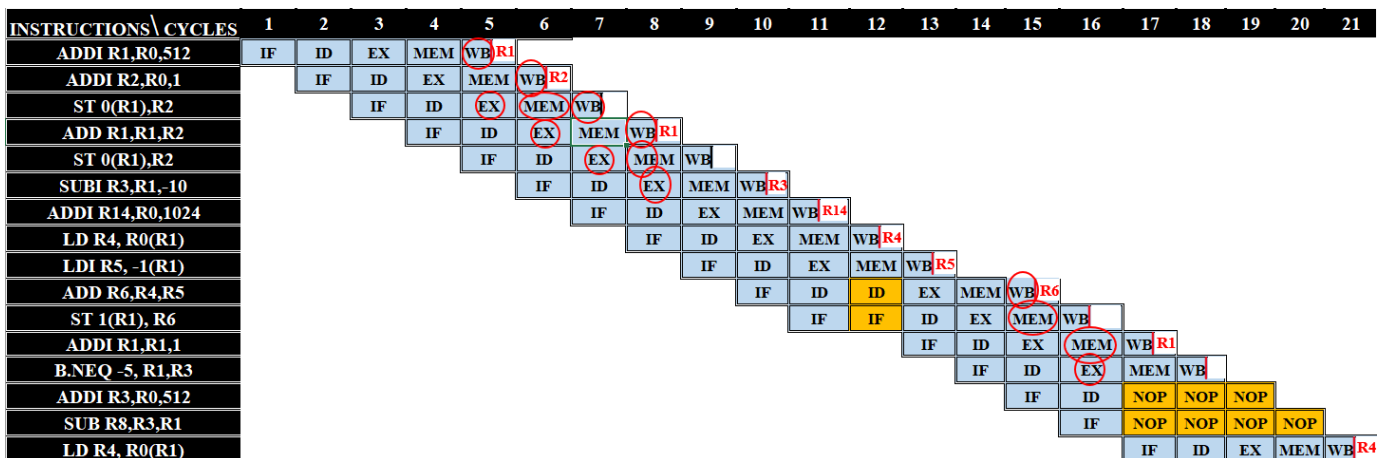 INSTRUCTIONS\ CYCLES 1 2 3 4 5 6 7 8 9 10 11 12 13 14 15 16 17 18 19 20 21
ADDI R1,R0,512 IF ID EX MEM WB R1
ADDI R2,R0,1 IF ID EX MEM WB R2
ST 0(R1),R2 IF ID EX MEM WB
ADD R1,R1,R2 IF ID EX MEM WB R1
ST 0(R1),R2 IF ID EX MEM WB
SUBI R3,R1,-10 IF ID EX MEM WB R3
ADDI R14,R0,1024 IF ID EX MEM WB R14
LD R4, R0(R1) IF ID EX MEM WB R4
LDI R5, -1(R1) IF ID EX MEM WB R5
ADD R6,R4,R5 IF ID ID EX MEM WB R6
ST 1(R1), R6 IF IF ID EX MEM WB
ADDI R1,R1,1 IF ID EX MEM WB R1
B.NEQ -5, R1,R3 IF ID EX MEM WB
ADDI R3,R0,512 IF ID NOP NOP NOP
SUB R8,R3,R1 IF NOP NOP NOP NOP
LD R4, R0(R1) IF ID EX MEM WB R4